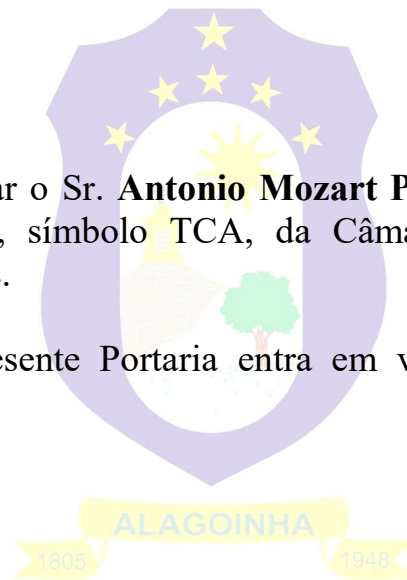 ar o Sr. Antonio Mozart P
, símbolo TCA, da Câma
.
esente Portaria entra em v
ALAGOINHA
1805
1948